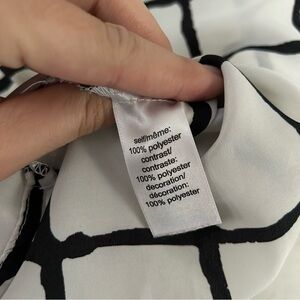 self/même:
100% polyester
contrast/
contraste:
100% polyester
decoration/
décoration:
100% polyester